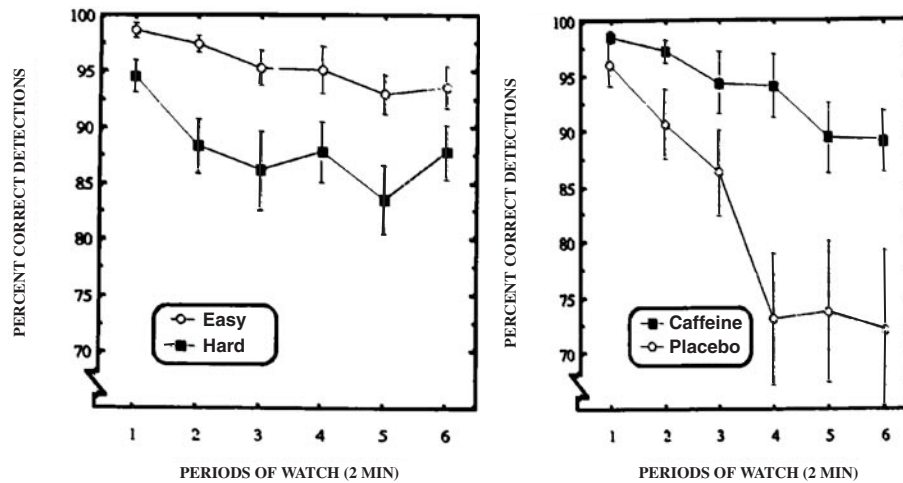 PERCENT CORRECT DETECTIONS
100
95
90
85
80
70
Easy
Hard
1 2 3 4 5 6
PERIODS OF WATCH (2 MIN)
PERCENT CORRECT DETECTIONS
100
95
90
85
80
75
70
Caffeine
Placebo
1 2 3 4 5 6
PERIODS OF WATCH (2 MIN)